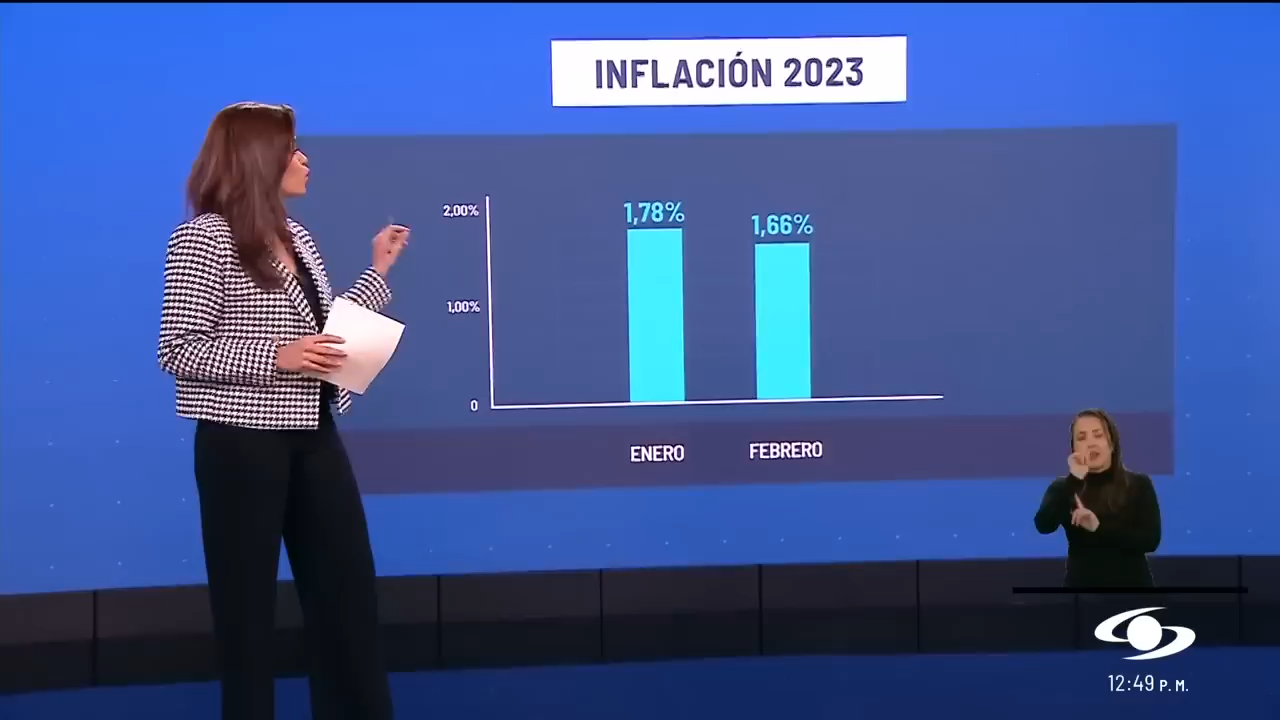 INFLACIÓN 2023
2,00%
1,78%
1,66%
1,00%
0
ENERO
FEBRERO
12:49 P. M.